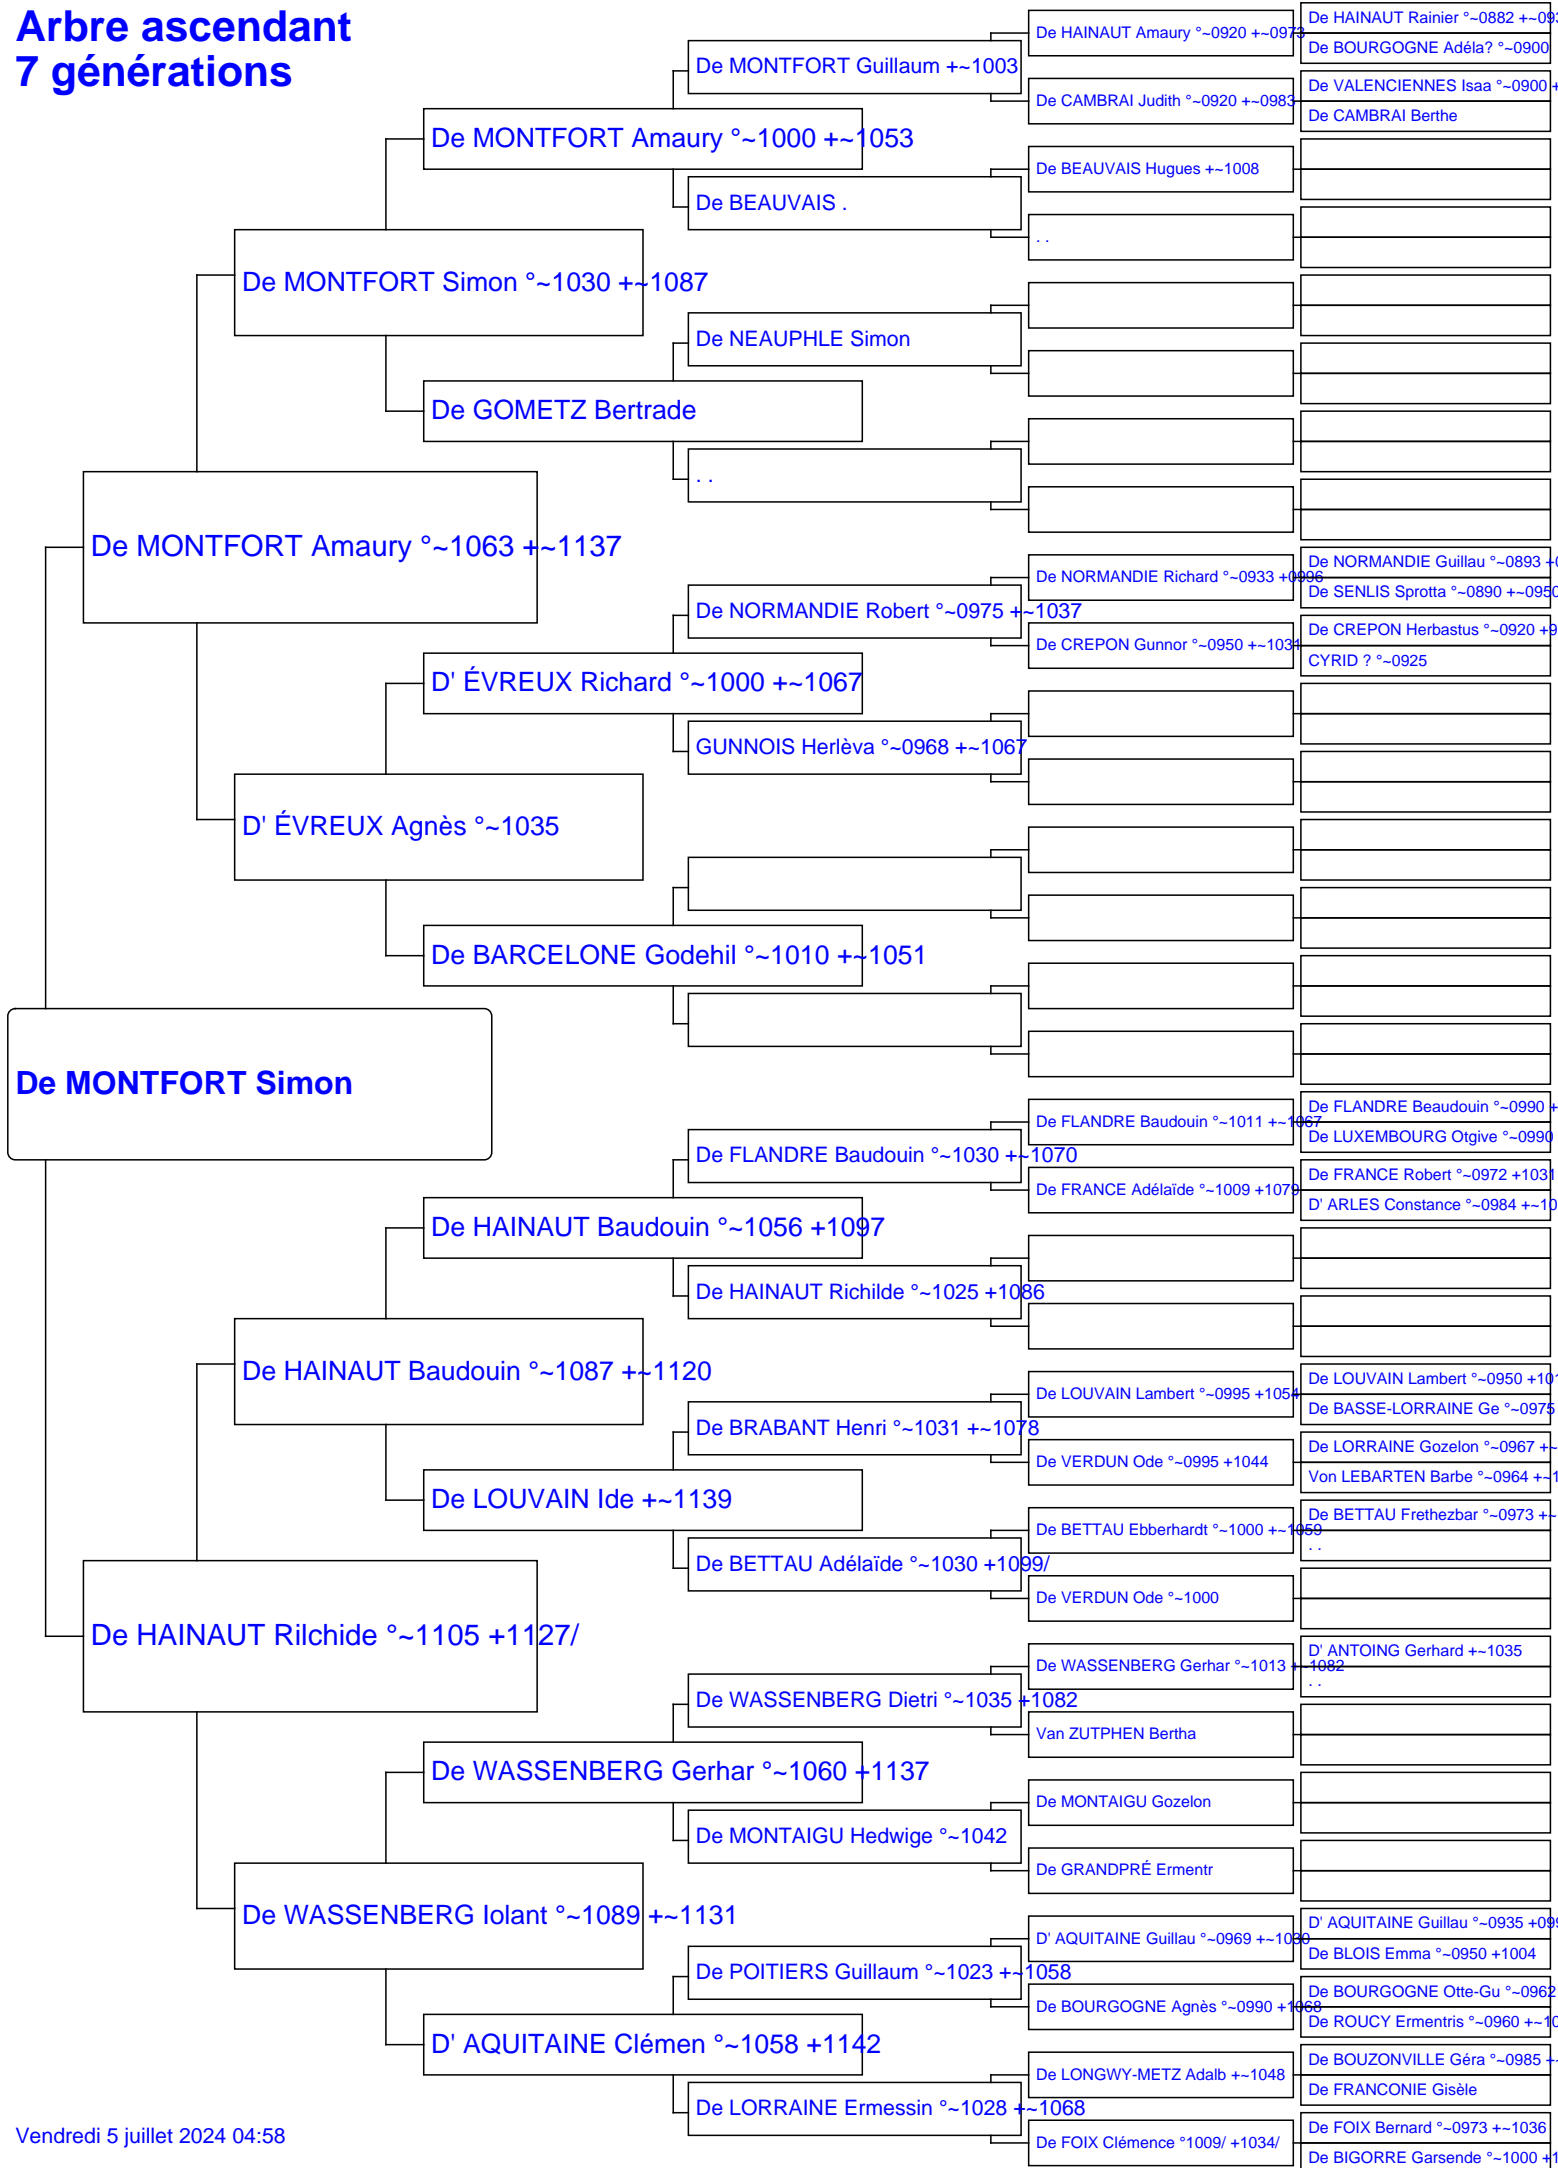 Arbre ascendant
7 générations
De MONTFORT Simon
De MONTFORT Amaury °~1063 +~1137
De HAINAUT Rilchide °~1105 +1127/
De MONTFORT Simon °~1030 +~1087
D' ÉVREUX Agnès °~1035
De HAINAUT Baudouin °~1087 +~1120
De WASSENBERG Iolant °~1089 +~1131
De MONTFORT Amaury °~1000 +~1053
De GOMETZ Bertrade
D' ÉVREUX Richard °~1000 +~1067
De BARCELONE Godehil °~1010 +~1051
De HAINAUT Baudouin °~1056 +1097
De LOUVAIN Ide +~1139
De WASSENBERG Gerhar °~1060 +1137
D' AQUITAINE Clémen °~1058 +1142
De MONTFORT Guillaum +~1003
De BEAUVAIS .
De NEAUPHLE Simon
. .
De NORMANDIE Robert °~0975 +~1037
GUNNOIS Herlèva °~0968 +~1067
De FLANDRE Baudouin °~1030 +~1070
De HAINAUT Richilde °~1025 +1086
De BRABANT Henri °~1031 +~1078
De BETTAU Adélaïde °~1030 +1099/
De WASSENBERG Dietri °~1035 +1082
De MONTAIGU Hedwige °~1042
De POITIERS Guillaum °~1023 +~1058
De LORRAINE Ermessin °~1028 +~1068
De HAINAUT Amaury °~0920 +~0973
De CAMBRAI Judith °~0920 +~0983
De BEAUVAIS Hugues +~1008
. .
De NORMANDIE Richard °~0933 +0996
De CREPON Gunnor °~0950 +~1031
De FLANDRE Baudouin °~1011 +~1067
De FRANCE Adélaïde °~1009 +1079
De LOUVAIN Lambert °~0995 +1054
De VERDUN Ode °~0995 +1044
De BETTAU Ebberhardt °~1000 +~1059
De VERDUN Ode °~1000
De WASSENBERG Gerhar °~1013 +~1082
Van ZUTPHEN Bertha
De MONTAIGU Gozelon
De GRANDPRÉ Ermentr
D' AQUITAINE Guillau °~0969 +~1030
De BOURGOGNE Agnès °~0990 +1068
De LONGWY-METZ Adalb +~1048
De FOIX Clémence °1009/ +1034/
De HAINAUT Rainier °~0882 +~093
De BOURGOGNE Adéla? °~0900
De VALENCIENNES Isaa °~0900 +
De CAMBRAI Berthe
De NORMANDIE Guillau °~0893 +0
De SENLIS Sprotta °~0890 +~0950
De CREPON Herbastus °~0920 +9
CYRID ? °~0925
De FLANDRE Beaudouin °~0990 +
De LUXEMBOURG Otgive °~0990
De FRANCE Robert °~0972 +1031
D' ARLES Constance °~0984 +~10
De LOUVAIN Lambert °~0950 +101
De BASSE-LORRAINE Ge °~0975
De LORRAINE Gozelon °~0967 +~
Von LEBARTEN Barbe °~0964 +~1
De BETTAU Frethezbar °~0973 +~
. .
D' ANTOING Gerhard +~1035
. .
D' AQUITAINE Guillau °~0935 +099
De BLOIS Emma °~0950 +1004
De BOURGOGNE Otte-Gu °~0962
De ROUCY Ermentris °~0960 +~10
De BOUZONVILLE Géra °~0985 +~
De FRANCONIE Gisèle
De FOIX Bernard °~0973 +~1036
De BIGORRE Garsende °~1000 +1
Vendredi 5 juillet 2024 04:58